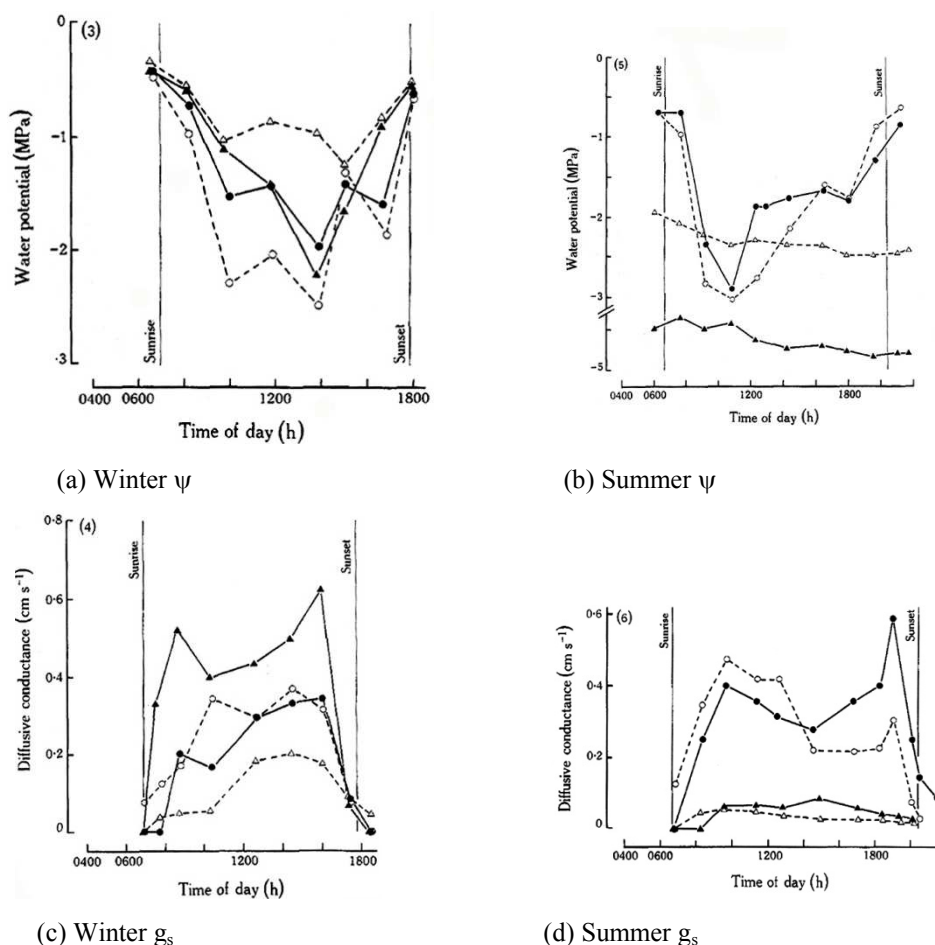 (3)
0
-1
-2
-3
Water potential (MPa)
Sunrise
Sunset
0400 0600 1200 1800
Time of day (h)
(a) Winter ψ
(5)
0
-1
-2
-3
-5
Water potential (MPa)
Sunrise
Sunset
0400 0600 1200 1800
Time of day (h)
(b) Summer ψ
(4)
0·8
0·6
0·4
0·2
0
Diffusive conductance (cm s⁻¹)
Sunrise
Sunset
0400 0600 1200 1800
Time of day (h)
(c) Winter gₛ
(6)
0·6
0·4
0·2
0
Diffusive conductance (cm s⁻¹)
Sunrise
Sunset
0400 0600 1200 1800
Time of day (h)
(d) Summer gₛ